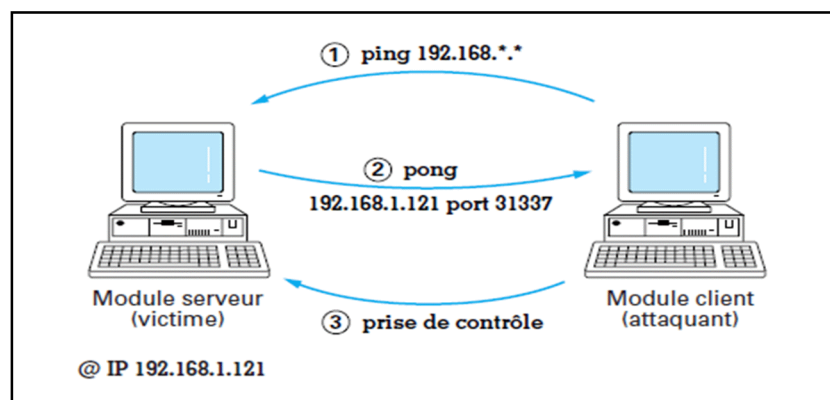 ① ping 192.168.*.*
② pong
192.168.1.121 port 31337
Module serveur
(victime)
Module client
(attaquant)
③ prise de contrôle
@ IP 192.168.1.121